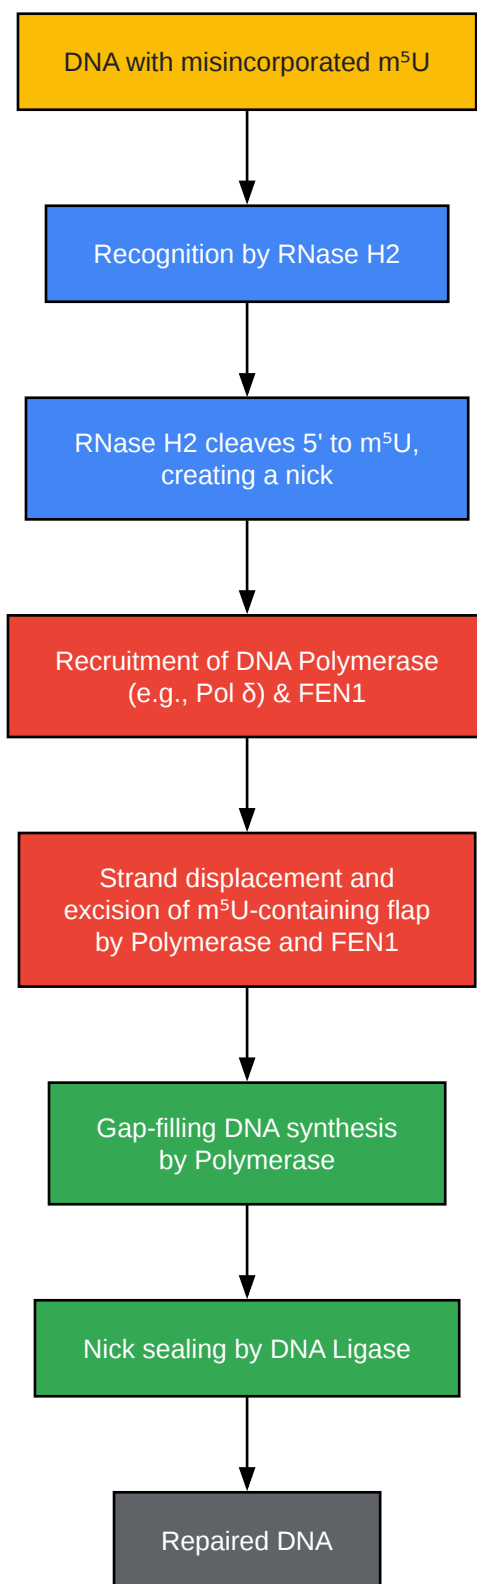 DNA with misincorporated m⁵U
Recognition by RNase H2
RNase H2 cleaves 5' to m⁵U,
creating a nick
Recruitment of DNA Polymerase
(e.g., Pol δ) & FEN1
Strand displacement and
excision of m⁵U-containing flap
by Polymerase and FEN1
Gap-filling DNA synthesis
by Polymerase
Nick sealing by DNA Ligase
Repaired DNA